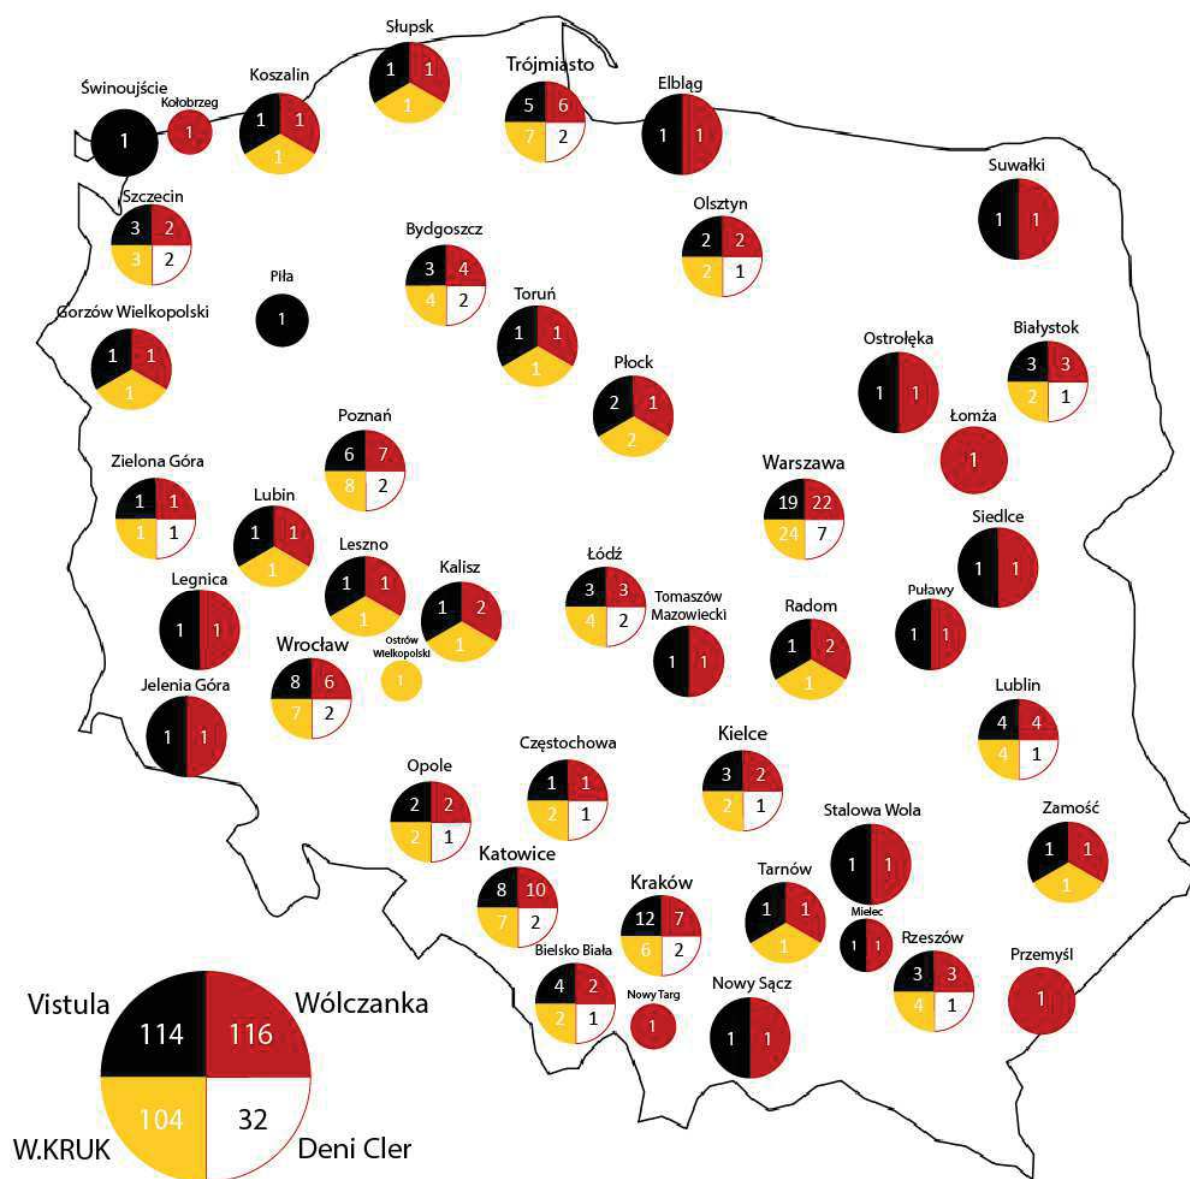 Słupsk
1 1
1
Trójmiasto
5 6
7 2
Koszalin
1 1
1
Świnoujście
1
Kołobrzeg
1
Elbląg
1 1
Suwałki
1 1
Szczecin
3 2
3 2
Olsztyn
2 2
2 1
Bydgoszcz
3 4
4 2
Piła
1
Toruń
1 1
1
Gorzów Wielkopolski
1 1
1
Płock
2 1
2
Ostrołęka
1 1
Białystok
3 3
2 1
Łomża
1
Poznań
6 7
8 2
Zielona Góra
1 1
1 1
Warszawa
19 22
24 7
Lubin
1 1
1
Siedlce
1 1
Leszno
1 1
1
Kalisz
1 2
1
Łódź
3 3
4 2
Legnica
1 1
Tomaszów
Mazowiecki
1 1
Radom
1 2
1
Puławy
1 1
Wrocław
8 6
7 2
Ostrów
Wielkopolski
1
Jelenia Góra
1 1
Lublin
4 4
4 1
Częstochowa
1 1
2 1
Kielce
3 2
2 1
Opole
2 2
2 1
Stalowa Wola
1 1
Zamość
1 1
1
Katowice
8 10
7 2
Kraków
12 7
6 2
Tarnów
1 1
1
Mielec
1 1
Rzeszów
3 3
4 1
Przemyśl
1
Bielsko Biała
4 2
2 1
Nowy Targ
1
Nowy Sącz
1 1
Vistula Wólczanka
114 116
104 32
W.KRUK Deni Cler